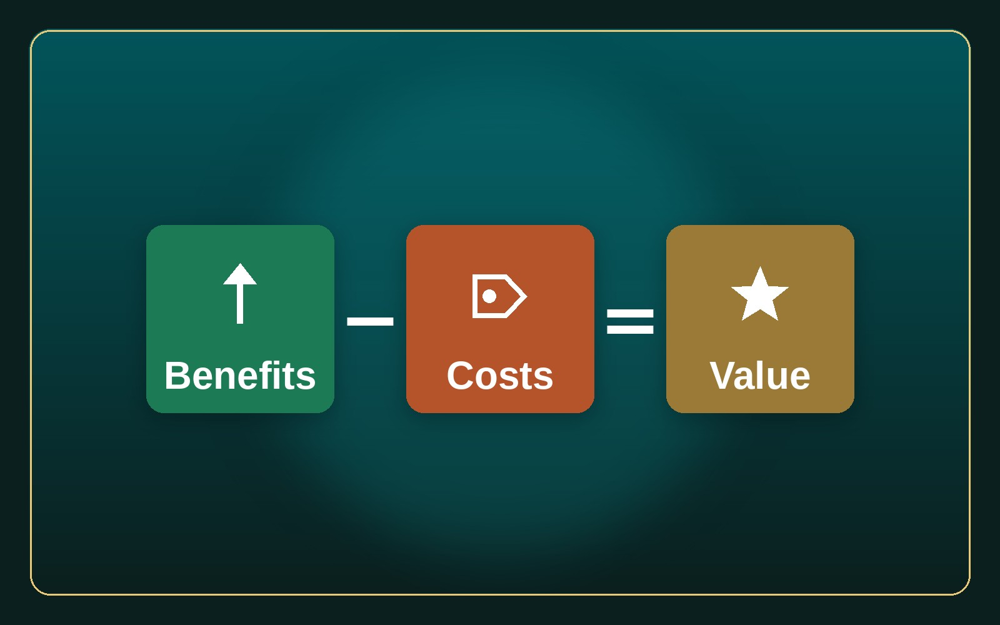 Benefits − Costs = Value